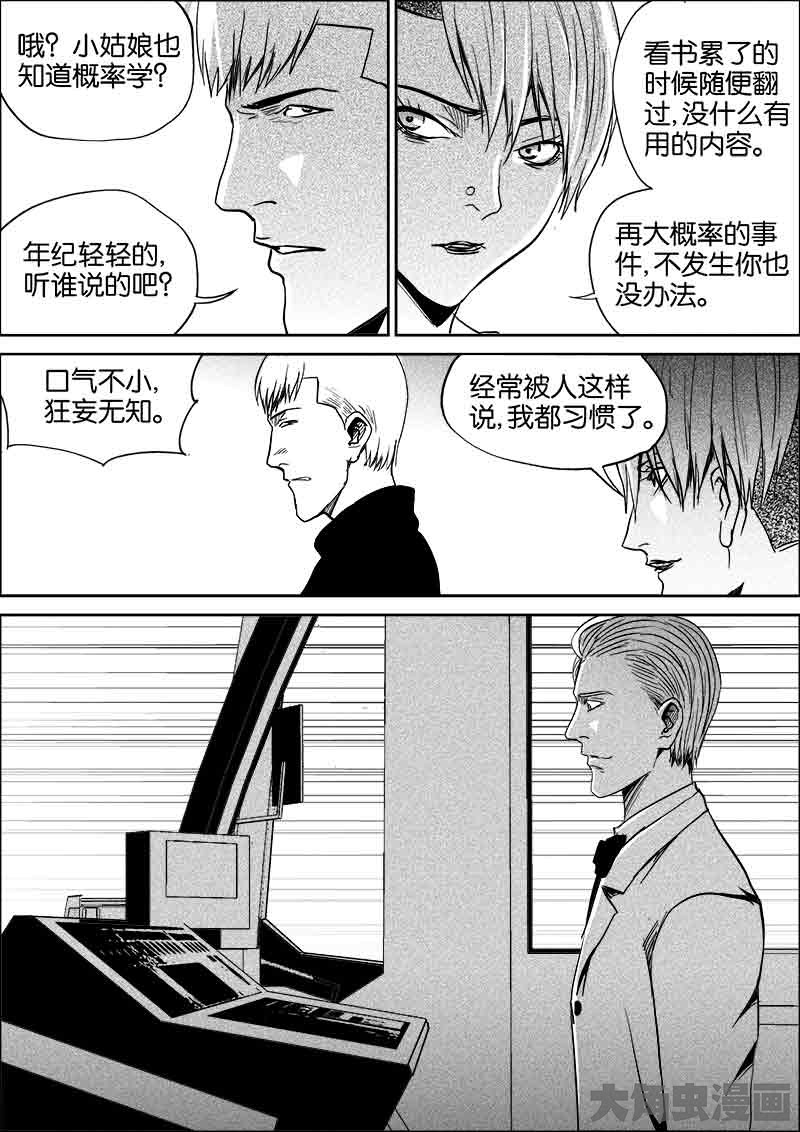 哦？小姑娘也
知道概率学？
年纪轻轻的，
听谁说的吧？
看书累了的
时候随便翻
过，没什么有
用的内容。
再大概率的事
件，不发生你也
没办法。
口气不小，
狂妄无知。
经常被人这样
说，我都习惯了。
大角虫漫画